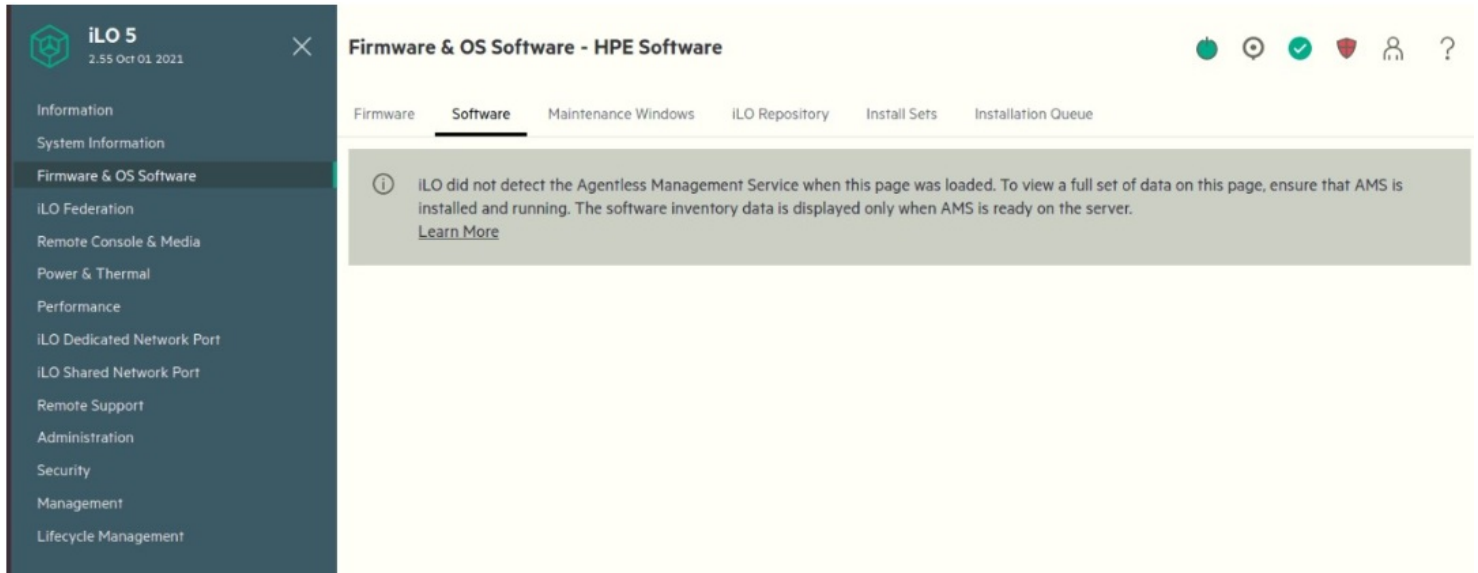 iLO 5
2.55 Oct 01 2021
Information
System Information
Firmware & OS Software
iLO Federation
Remote Console & Media
Power & Thermal
Performance
iLO Dedicated Network Port
iLO Shared Network Port
Remote Support
Administration
Security
Management
Lifecycle Management
Firmware & OS Software - HPE Software
?
Firmware Software Maintenance Windows iLO Repository Install Sets Installation Queue
iLO did not detect the Agentless Management Service when this page was loaded. To view a full set of data on this page, ensure that AMS is
installed and running. The software inventory data is displayed only when AMS is ready on the server.
Learn More